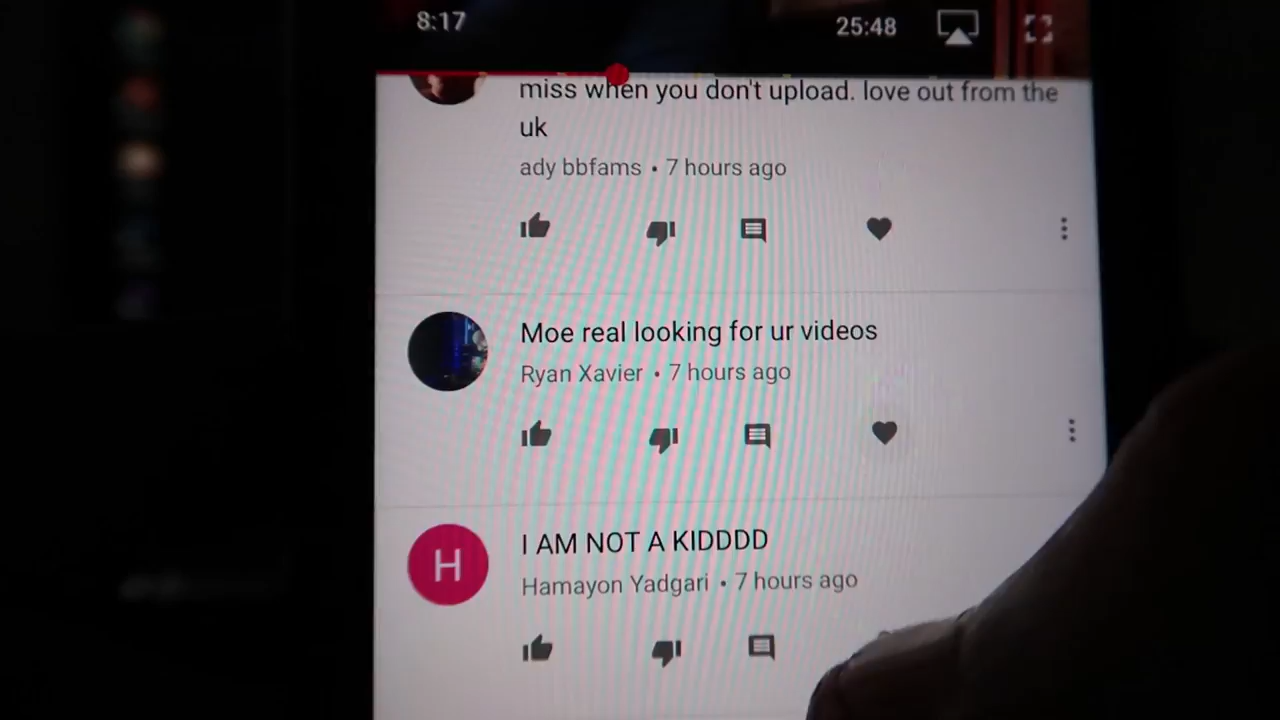 8:17
25:48
miss when you don't upload. love out from the
uk
ady bbfams • 7 hours ago
Moe real looking for ur videos
Ryan Xavier • 7 hours ago
H
I AM NOT A KIDDDD
Hamayon Yadgari • 7 hours ago